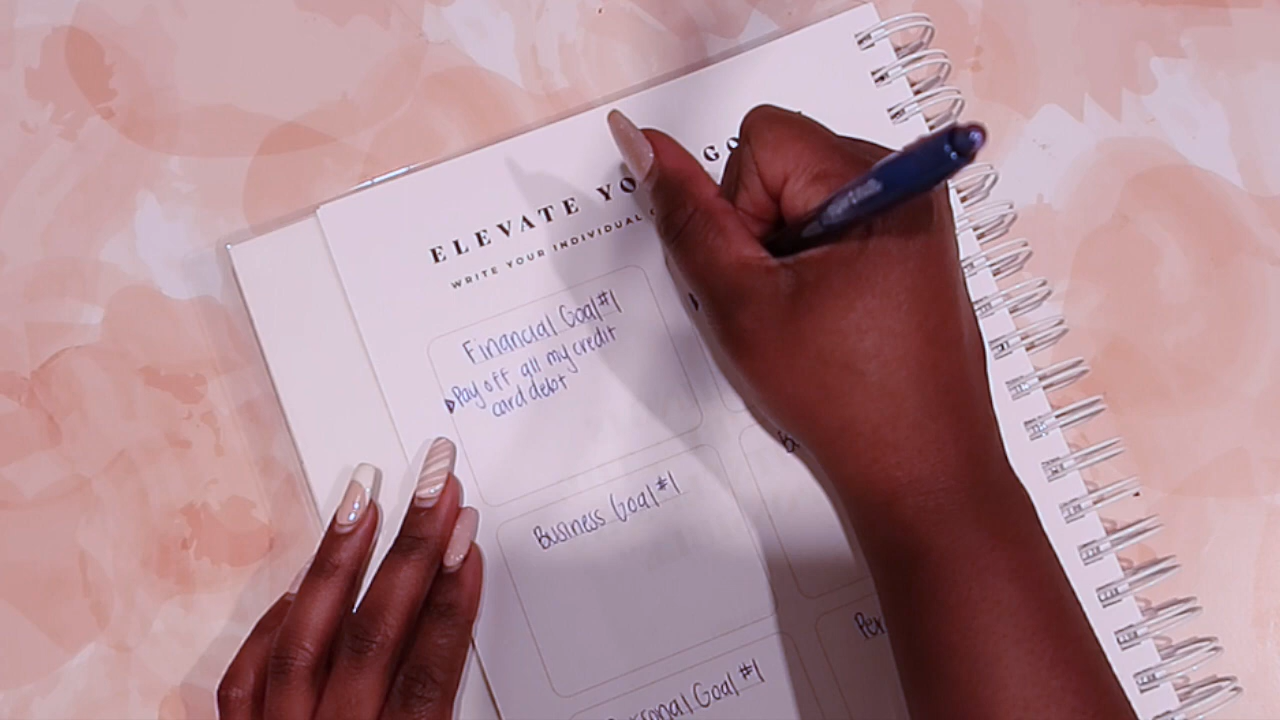 ELEVATE YO GO
WRITE YOUR INDIVIDUAL
Financial Goal #1
Pay off all my credit
card debt
Business Goal #1
Personal Goal #1